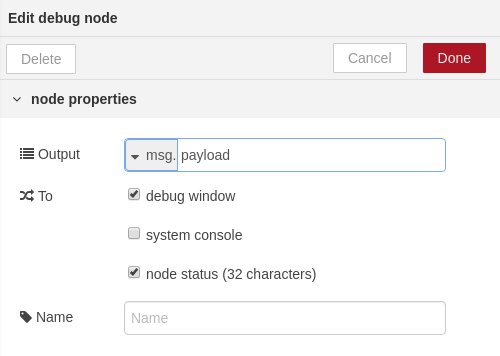 Edit debug node
Delete Cancel Done
node properties
Output msg. payload
To debug window
system console
node status (32 characters)
Name Name